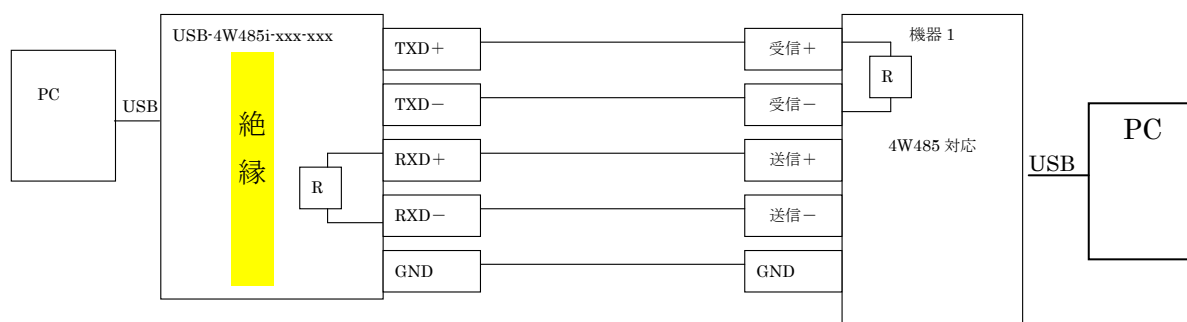 PC
USB
USB-4W485i-xxx-xxx
絶
縁
R
TXD＋
TXD－
RXD＋
RXD－
GND
受信＋
受信－
送信＋
送信－
GND
機器 1
R
4W485 対応
USB
PC